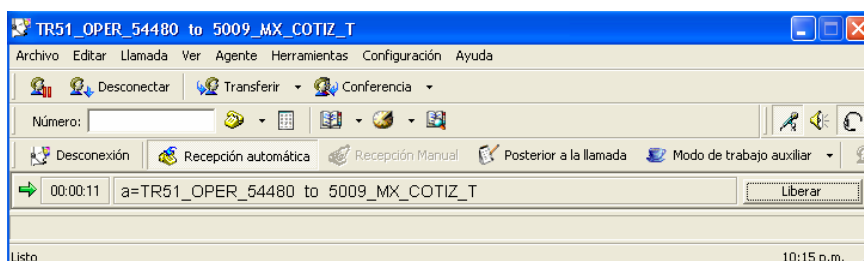 TR51_OPER_54480 to 5009_MX_COTIZ_T
Archivo Editar Llamada Ver Agente Herramientas Configuración Ayuda
Desconectar Transferir Conferencia
Número:
Desconexión Recepción automática Recepción Manual Posterior a la llamada Modo de trabajo auxiliar
00:00:11 a=TR51_OPER_54480 to 5009_MX_COTIZ_T Liberar
Listo 10:15 p.m.